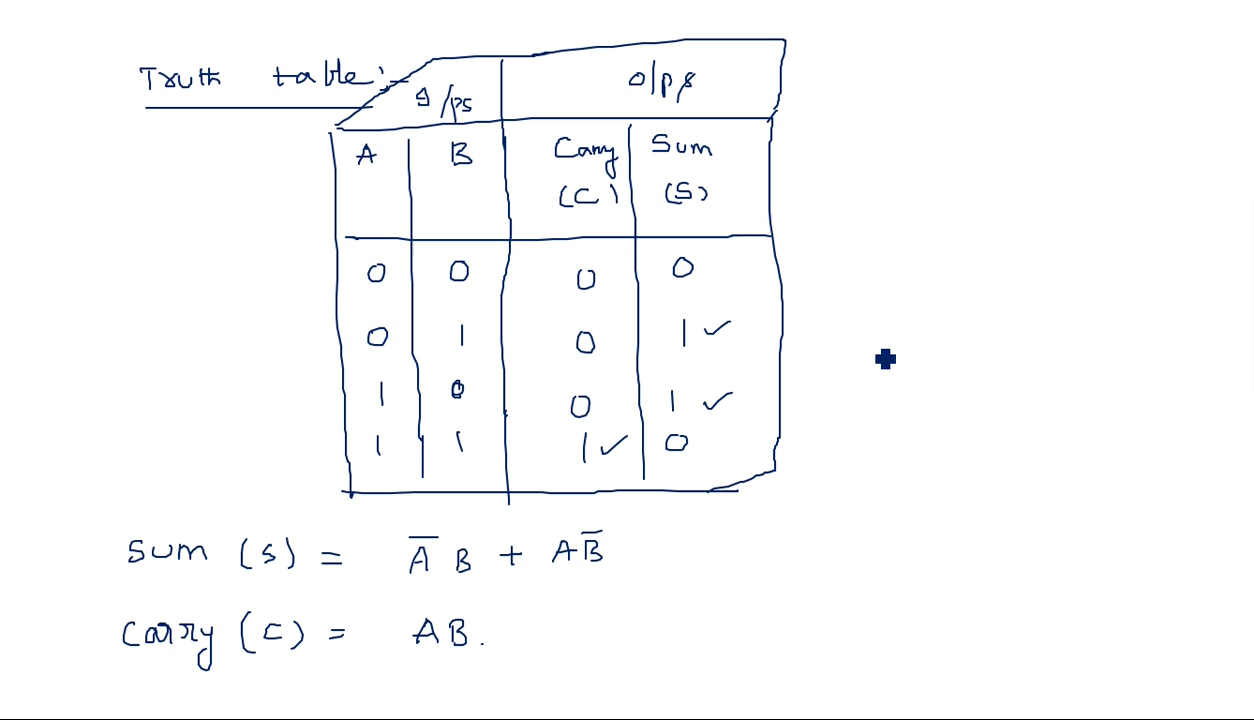 Truth table:-
I/ps o/ps
A B Carry Sum
(C) (S)
0 0 0 0
0 1 0 1 ✓
1 0 0 1 ✓
1 1 1 ✓ 0
Sum (S) = A̅ B + A B̅
Carry (C) = AB.